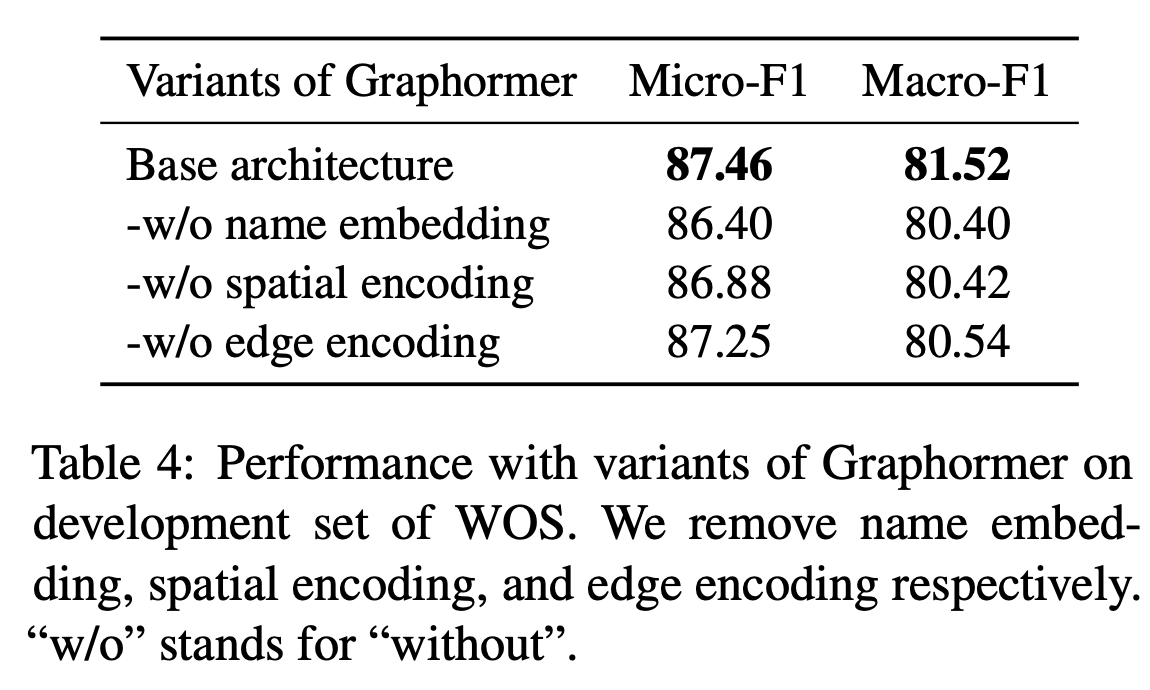 Variants of Graphormer Micro-F1 Macro-F1
Base architecture 87.46 81.52
-w/o name embedding 86.40 80.40
-w/o spatial encoding 86.88 80.42
-w/o edge encoding 87.25 80.54
Table 4: Performance with variants of Graphormer on
development set of WOS. We remove name embed-
ding, spatial encoding, and edge encoding respectively.
“w/o” stands for “without”.